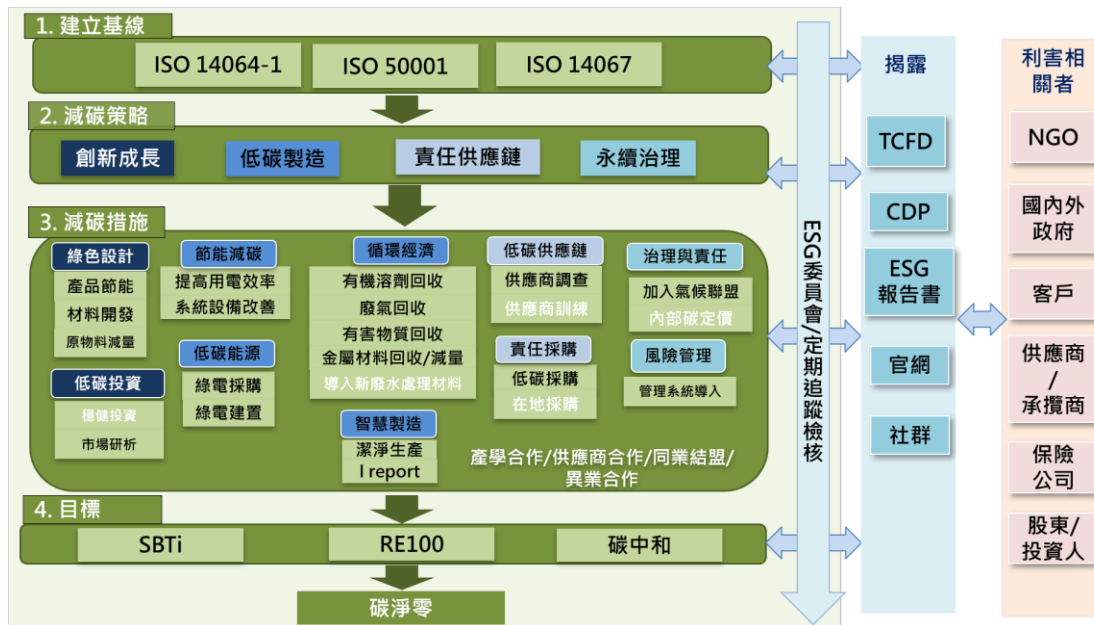 1. 建立基線
ISO 14064-1
ISO 50001
ISO 14067
2. 減碳策略
創新成長
低碳製造
責任供應鏈
永續治理
3. 減碳措施
綠色設計
產品節能
材料開發
原物料減量
低碳投資
穩健投資
市場研析
節能減碳
提高用電效率
系統設備改善
低碳能源
綠電採購
綠電建置
循環經濟
有機溶劑回收
廢氣回收
有害物質回收
金屬材料回收/減量
導入新廢水處理材料
智慧製造
潔淨生產
I report
低碳供應鏈
供應商調查
供應商訓練
責任採購
低碳採購
在地採購
治理與責任
加入氣候聯盟
內部碳定價
風險管理
管理系統導入
產學合作/供應商合作/同業結盟/
異業合作
4. 目標
SBTi
RE100
碳中和
碳淨零
ESG委員會/定期追蹤檢核
揭露
TCFD
CDP
ESG
報告書
官網
社群
利害相
關者
NGO
國內外
政府
客戶
供應商
/
承攬商
保險
公司
股東/
投資人